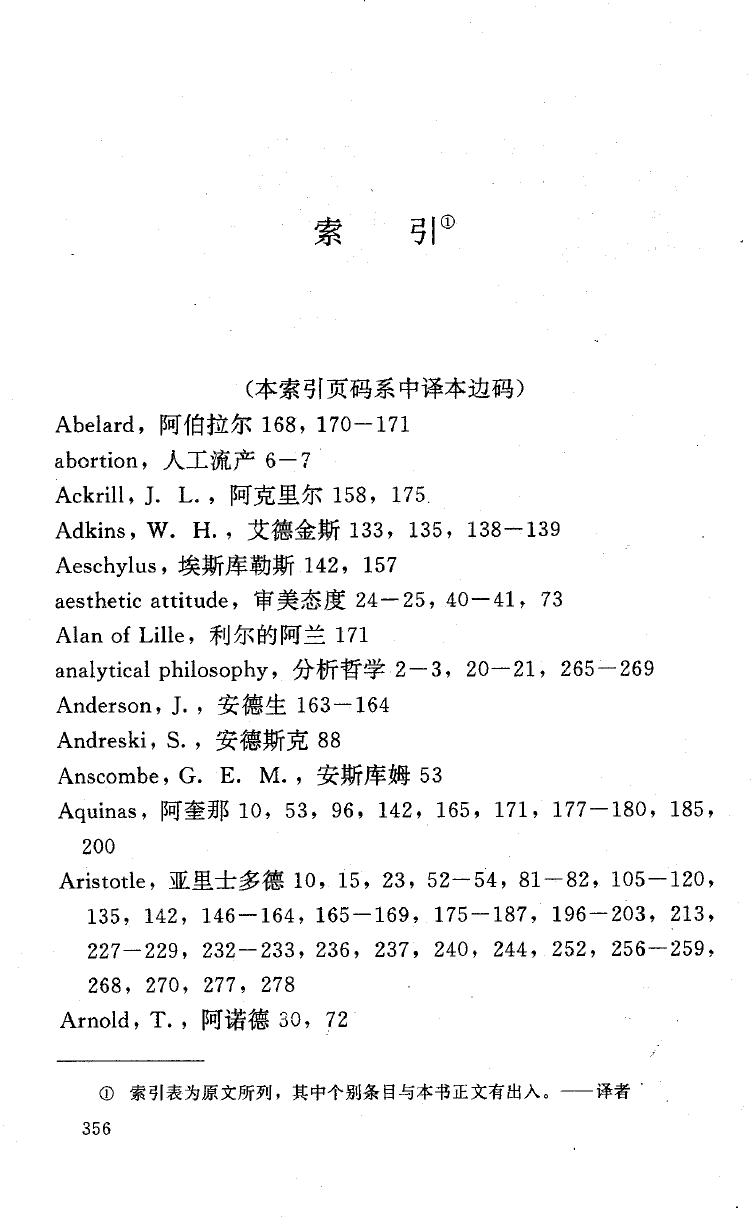 索 引①
（本索引页码系中译本边码）
Abelard，阿伯拉尔 168，170－171
abortion，人工流产 6－7
Ackrill，J. L.，阿克里尔 158，175
Adkins，W. H.，艾德金斯 133，135，138－139
Aeschylus，埃斯库勒斯 142，157
aesthetic attitude，审美态度 24－25，40－41，73
Alan of Lille，利尔的阿兰 171
analytical philosophy，分析哲学 2－3，20－21，265－269
Anderson，J.，安德生 163－164
Andreski，S.，安德斯克 88
Anscombe，G. E. M.，安斯库姆 53
Aquinas，阿奎那 10，53，96，142，165，171，177－180，185，
200
Aristotle，亚里士多德 10，15，23，52－54，81－82，105－120，
135，142，146－164，165－169，175－187，196－203，213，
227－229，232－233，236，237，240，244，252，256－259，
268，270，277，278
Arnold，T.，阿诺德 30，72
① 索引表为原文所列，其中个别条目与本书正文有出入。——译者
356